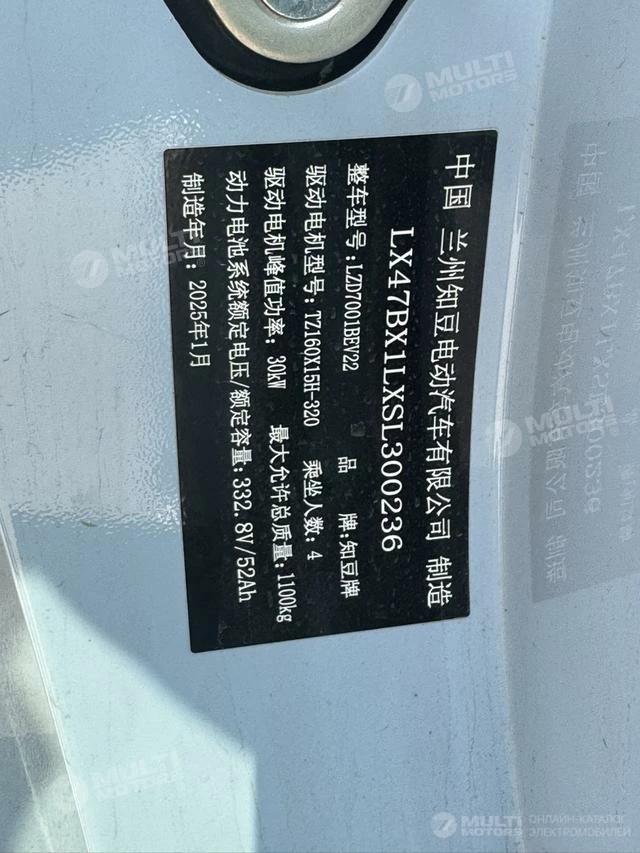 中国 兰州知豆电动汽车有限公司 制造
LX47BX1LXSL300236
整车型号:LZD7001BEV22 品 牌:知豆牌
驱动电机型号:TZ160X15H-320 乘坐人数:4
驱动电机峰值功率:30kW 最大允许总质量:1100kg
动力电池系统额定电压/额定容量:332.8V/52Ah
制造年月:2025年1月
MULTI MOTORS
MULTI MOTORS
MULTI MOTORS
MULTI MOTORS
MULTI MOTORS
ОНЛАЙН-КАТАЛОГ
ЭЛЕКТРОМОБИЛЕЙ